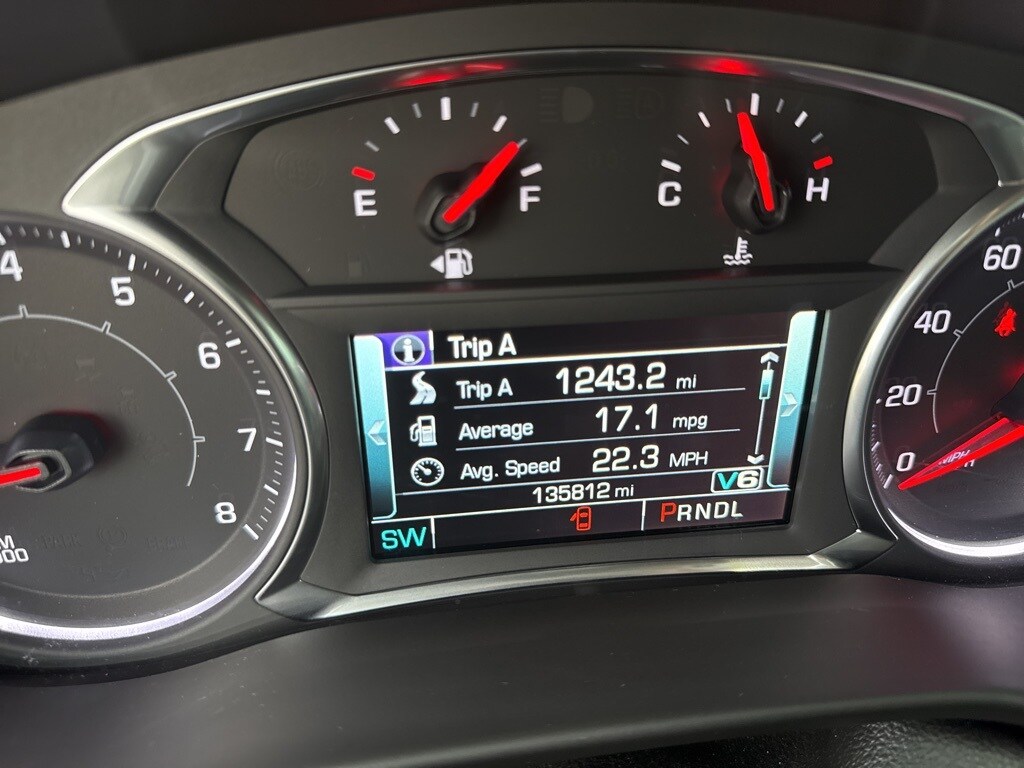 E F
C H
4
5
6
7
8
60
40
20
0
MPH
Trip A
Trip A 1243.2 mi
Average 17.1 mpg
Avg. Speed 22.3 MPH
135812 mi V6
SW PRNDL